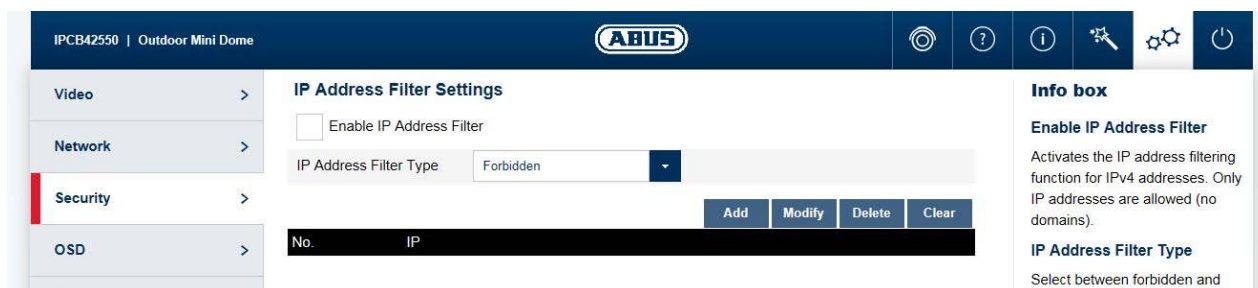 IPCB42550 | Outdoor Mini Dome
ABUS
Video
Network
Security
OSD
IP Address Filter Settings
Enable IP Address Filter
IP Address Filter Type Forbidden
Add Modify Delete Clear
No. IP
Info box
Enable IP Address Filter
Activates the IP address filtering
function for IPv4 addresses. Only
IP addresses are allowed (no
domains).
IP Address Filter Type
Select between forbidden and